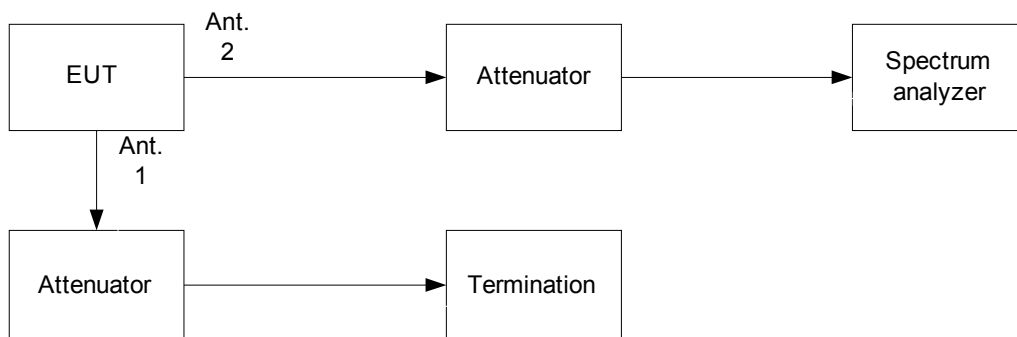 Ant.
2
EUT
Attenuator
Spectrum
analyzer
Ant.
1
Attenuator
Termination